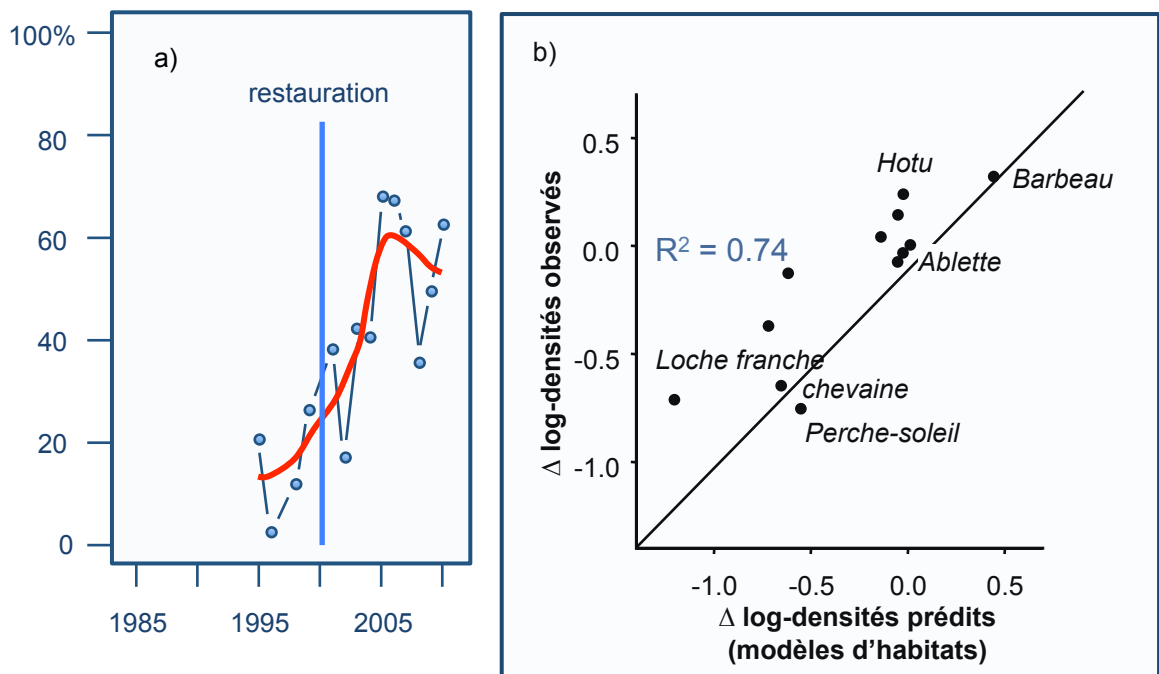 a)
restauration
100%
80
60
40
20
0
1985
1995
2005
b)
Δ log-densités observés
0.5
0.0
-0.5
-1.0
R² = 0.74
Hotu
Barbeau
Ablette
Loche franche
chevaine
Perche-soleil
-1.0
-0.5
0.0
0.5
Δ log-densités prédits
(modèles d'habitats)